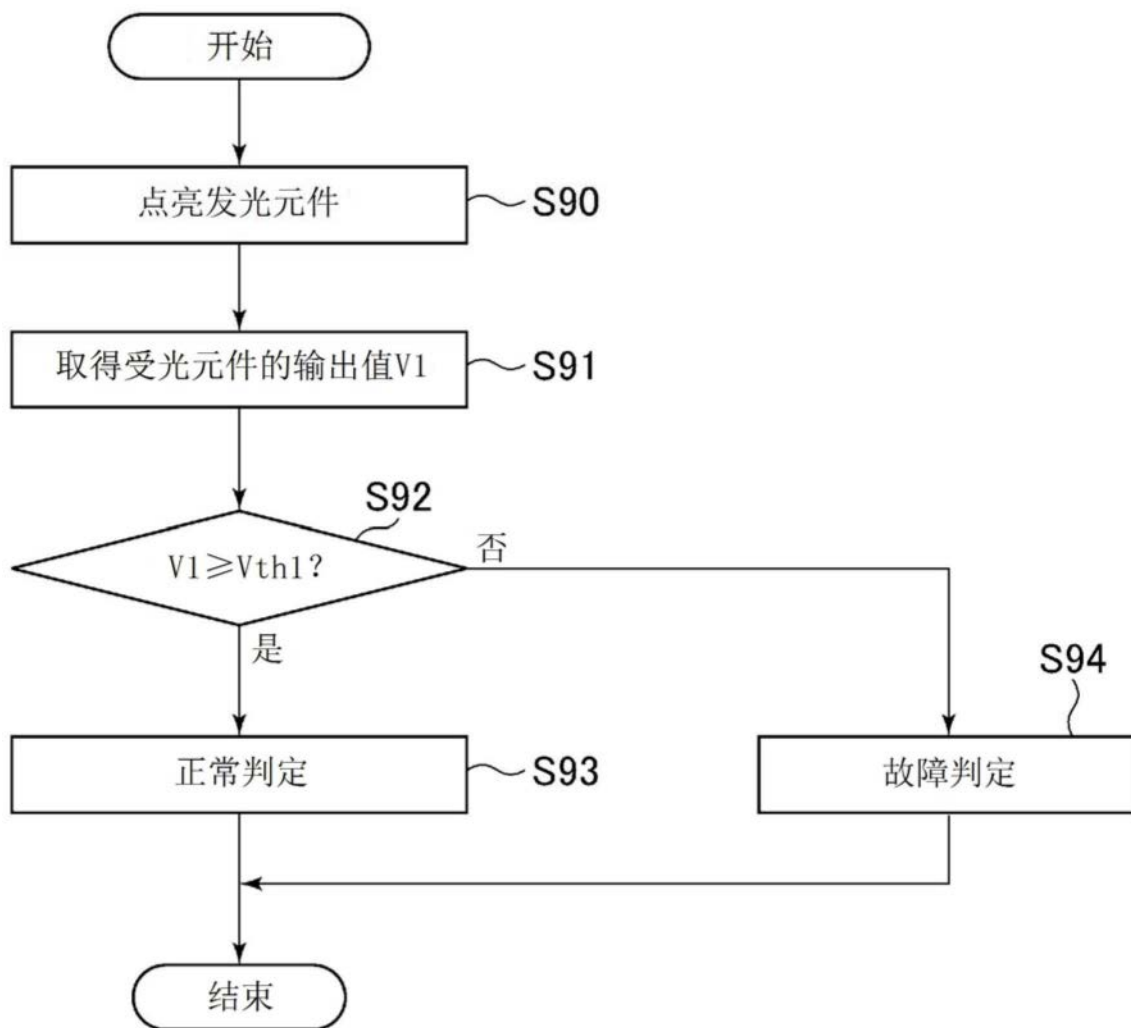 开始
点亮发光元件
S90
取得受光元件的输出值V1
S91
S92
V1≥Vth1?
否
是
S94
正常判定
S93
故障判定
结束